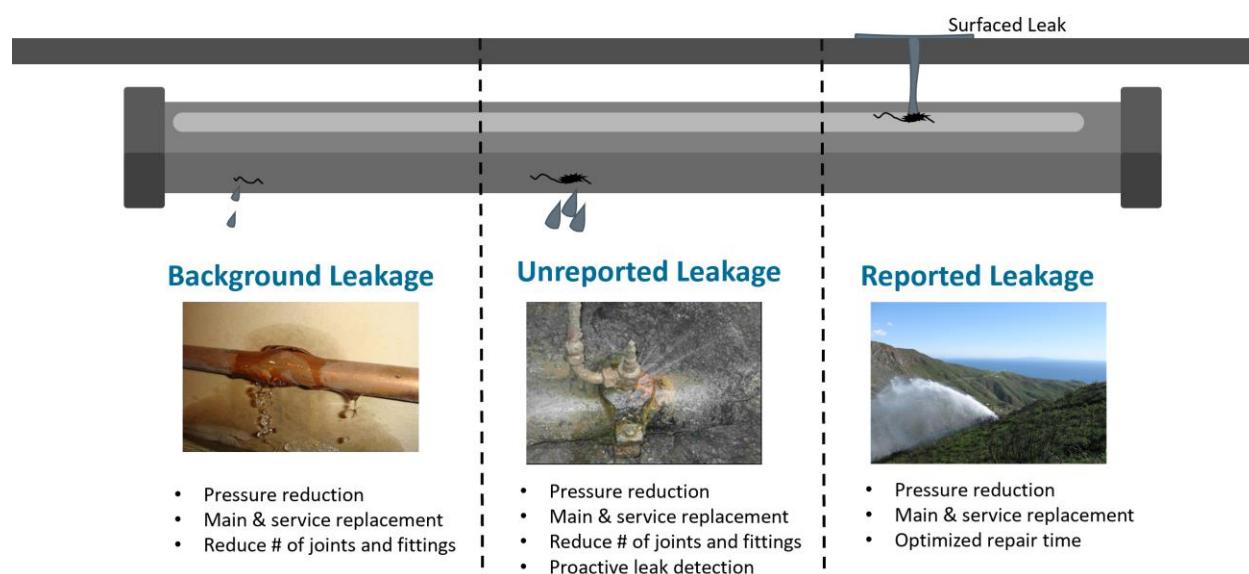 Surfaced Leak
Background Leakage
• Pressure reduction
• Main & service replacement
• Reduce # of joints and fittings
Unreported Leakage
• Pressure reduction
• Main & service replacement
• Reduce # of joints and fittings
• Proactive leak detection
Reported Leakage
• Pressure reduction
• Main & service replacement
• Optimized repair time